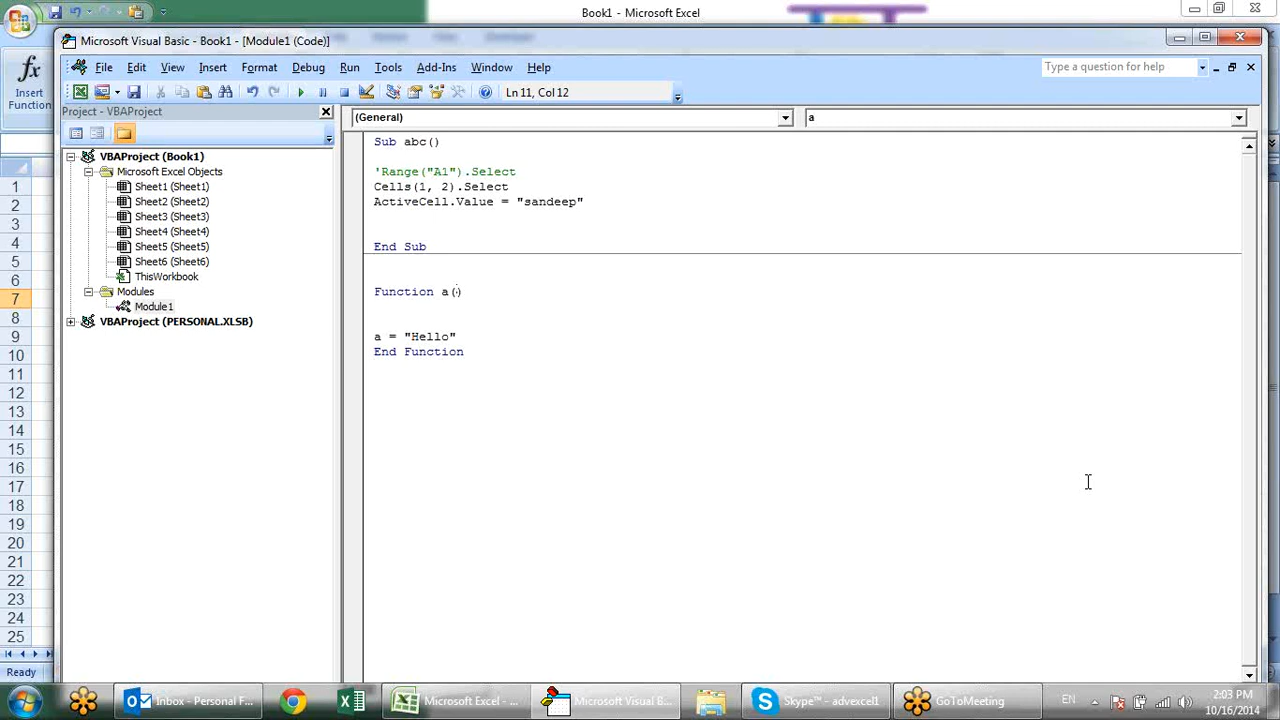 Book1 - Microsoft Excel
Microsoft Visual Basic - Book1 - [Module1 (Code)]
File Edit View Insert Format Debug Run Tools Add-Ins Window Help
Type a question for help
fx
Insert
Function
Ln 11, Col 12
Project - VBAProject
(General)
a
VBAProject (Book1)
Microsoft Excel Objects
Sheet1 (Sheet1)
Sheet2 (Sheet2)
Sheet3 (Sheet3)
Sheet4 (Sheet4)
Sheet5 (Sheet5)
Sheet6 (Sheet6)
ThisWorkbook
Modules
Module1
VBAProject (PERSONAL.XLSB)
Sub abc()
'Range("A1").Select
Cells(1, 2).Select
ActiveCell.Value = "sandeep"
End Sub
Function a()
a = "Hello"
End Function
1
2
3
4
5
6
7
8
9
10
11
12
13
14
15
16
17
18
19
20
21
22
23
24
25
Ready
Inbox - Personal F...
Microsoft Excel - ...
Microsoft Visual B...
Skype™ - advexcel1
GoToMeeting
EN
2:03 PM
10/16/2014